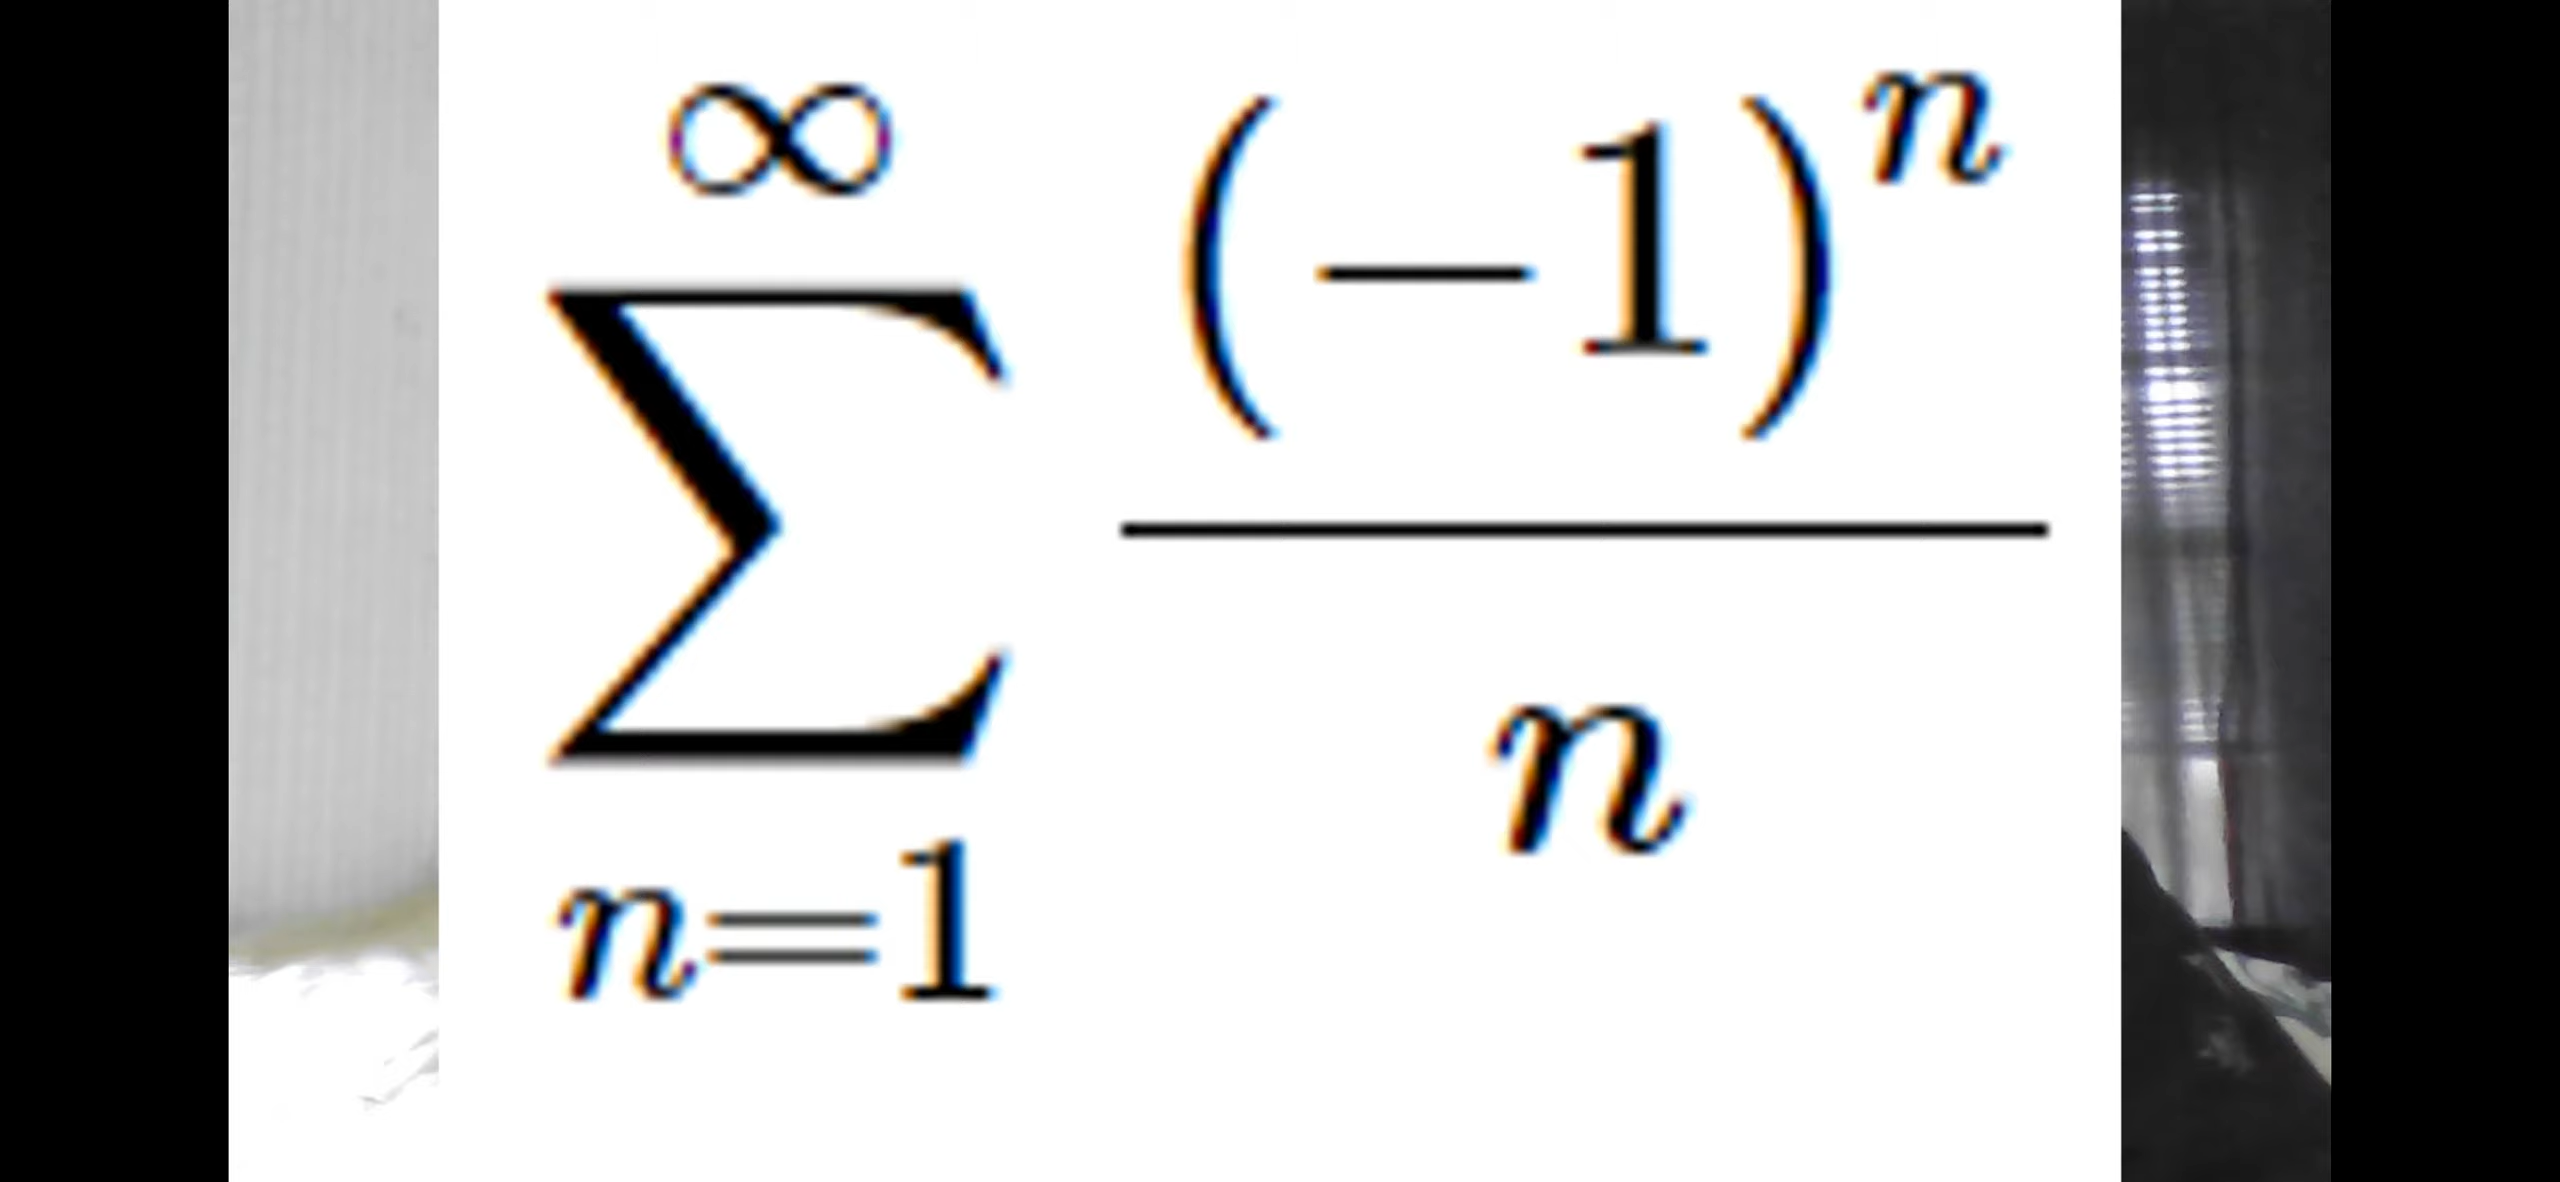 ∞
∑ (−1)ⁿ / n
n=1